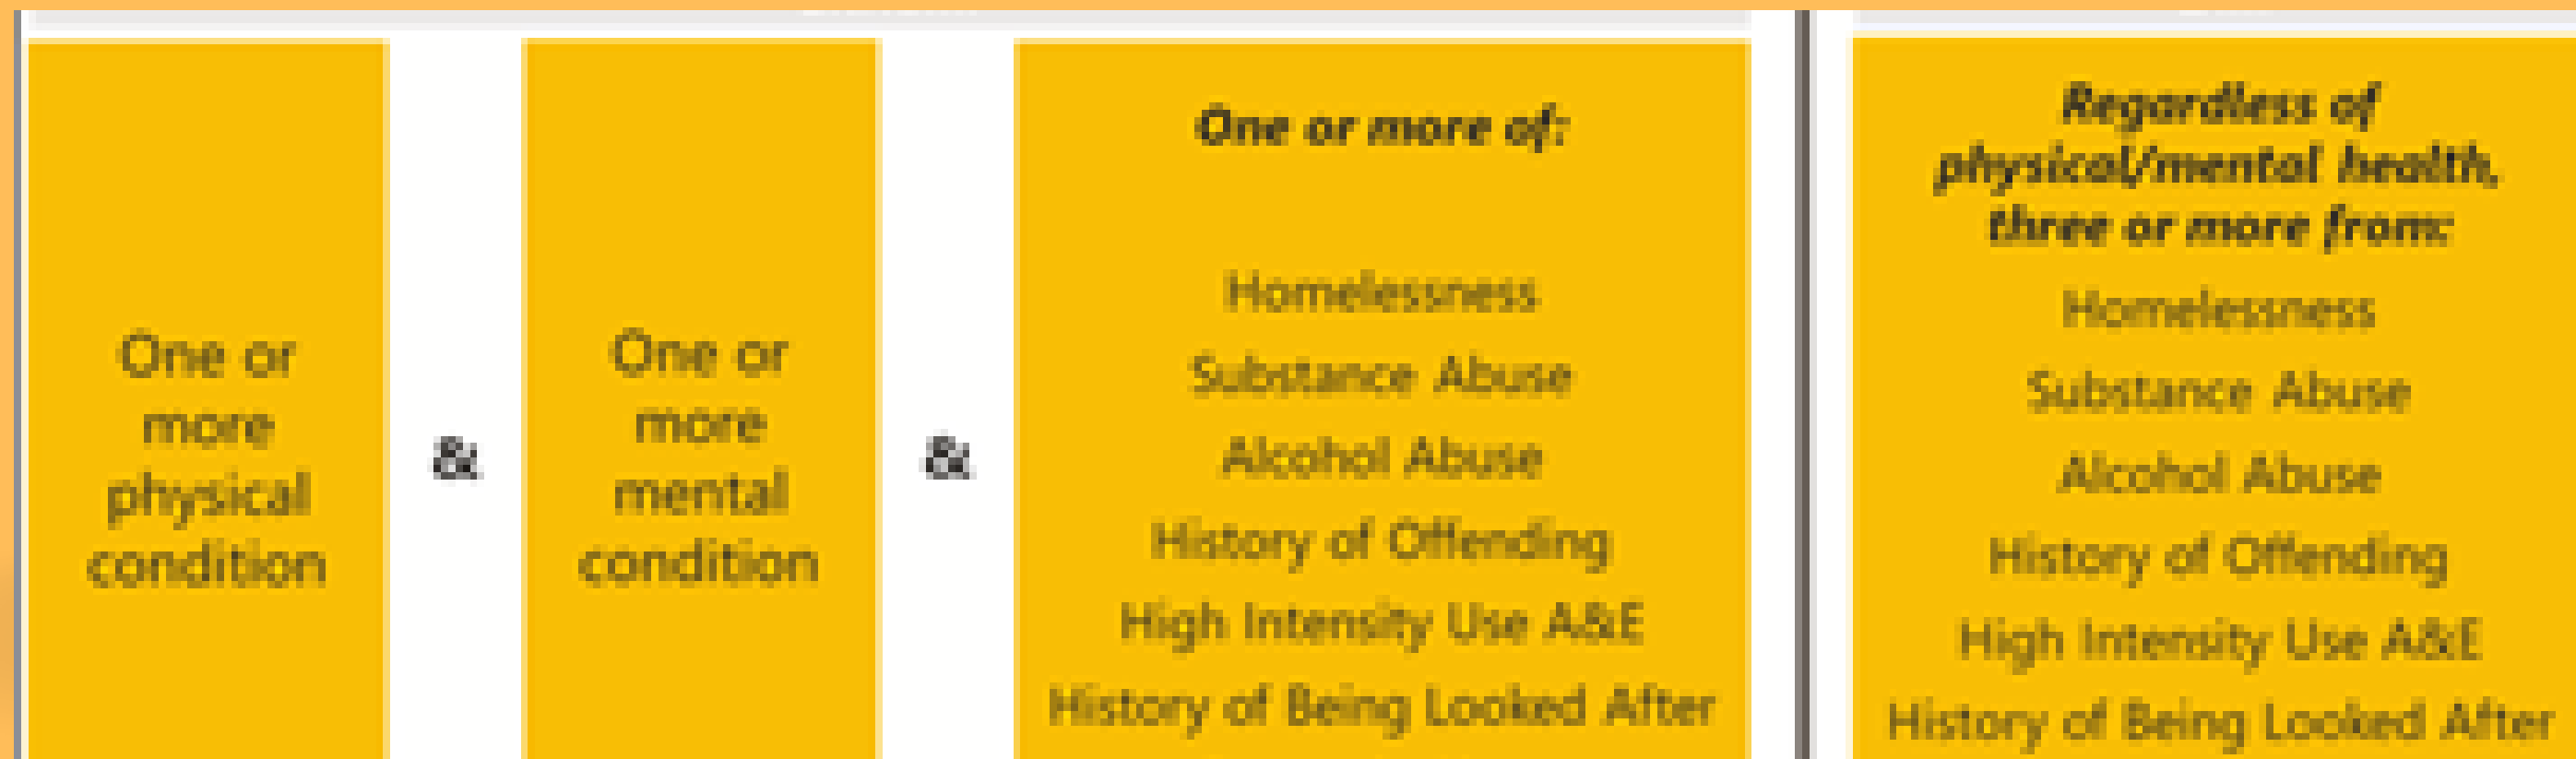 One or
more
physical
condition
&
One or
more
mental
condition
&
One or more of:
Homelessness
Substance Abuse
Alcohol Abuse
History of Offending
High Intensity Use A&E
History of Being Looked After
Regardless of
physical/mental health,
three or more from:
Homelessness
Substance Abuse
Alcohol Abuse
History of Offending
High Intensity Use A&E
History of Being Looked After